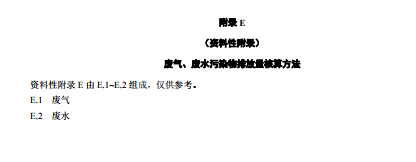 附录 E
（资料性附录）
废气、废水污染物排放量核算方法
资料性附录 E 由 E.1~E.2 组成，仅供参考。
E.1 废气
E.2 废水